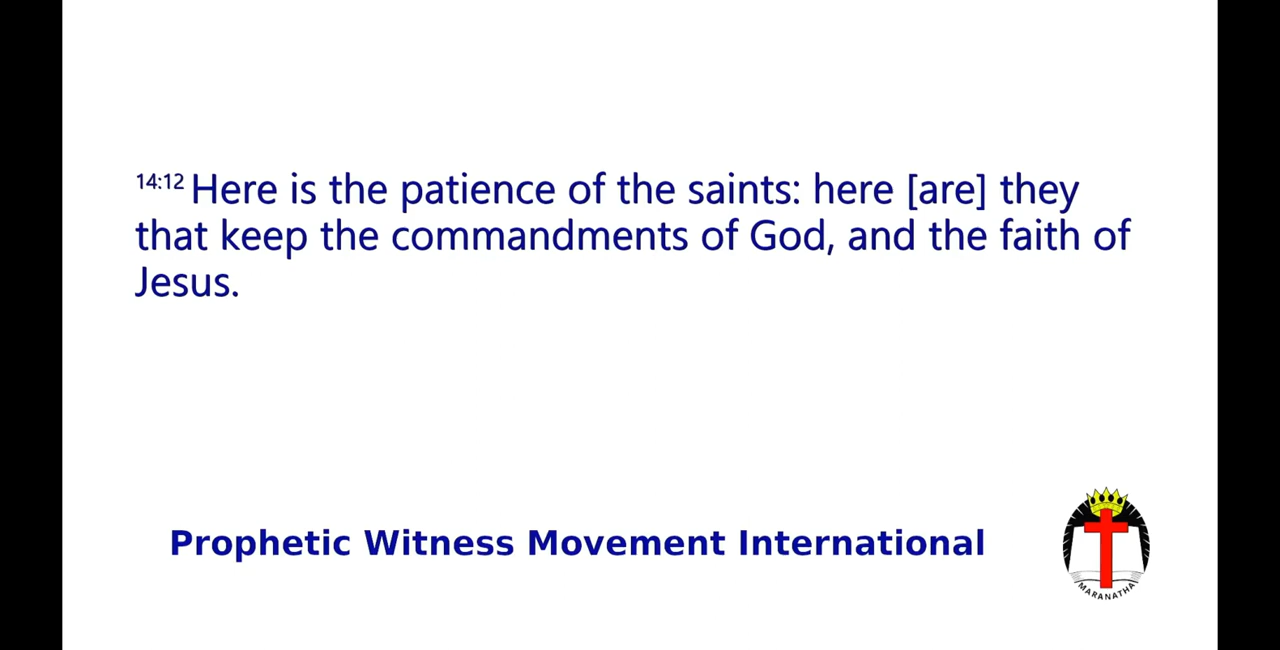 14:12 Here is the patience of the saints: here [are] they
that keep the commandments of God, and the faith of
Jesus.
Prophetic Witness Movement International
MARANATHA